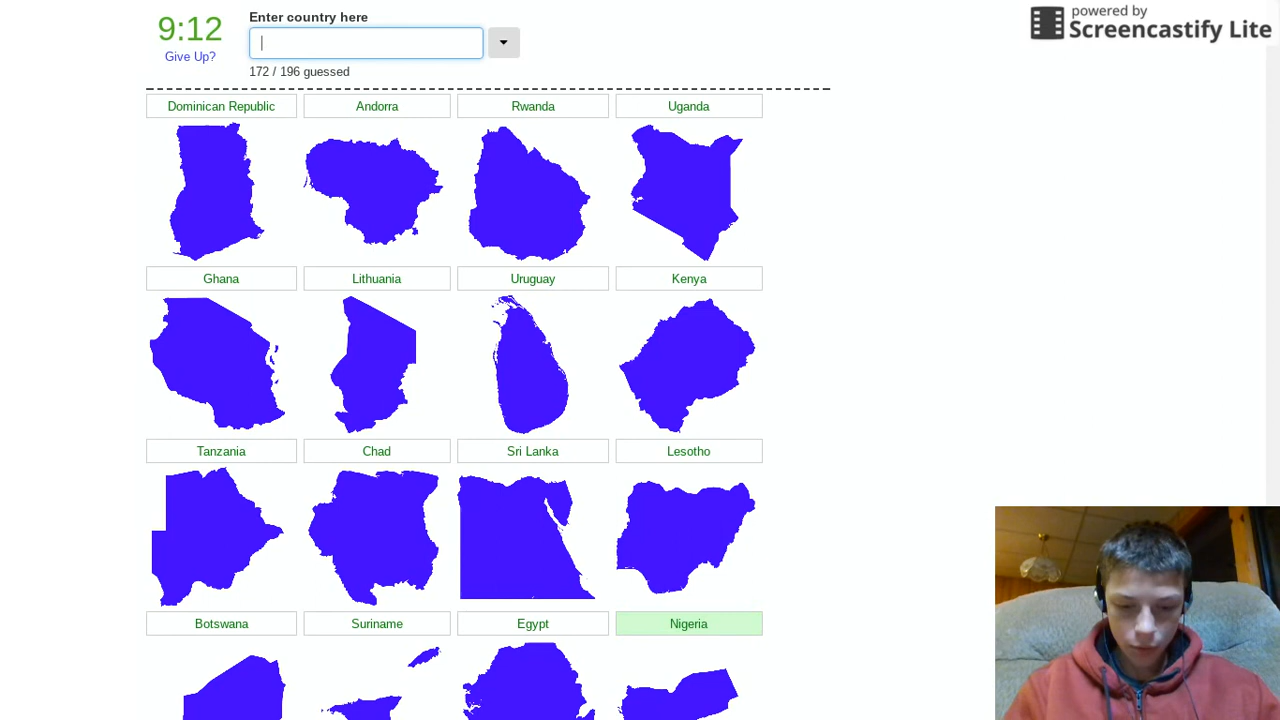 9:12
Give Up?
Enter country here
172 / 196 guessed
powered by
Screencastify Lite
Dominican Republic Andorra Rwanda Uganda
Ghana Lithuania Uruguay Kenya
Tanzania Chad Sri Lanka Lesotho
Botswana Suriname Egypt Nigeria